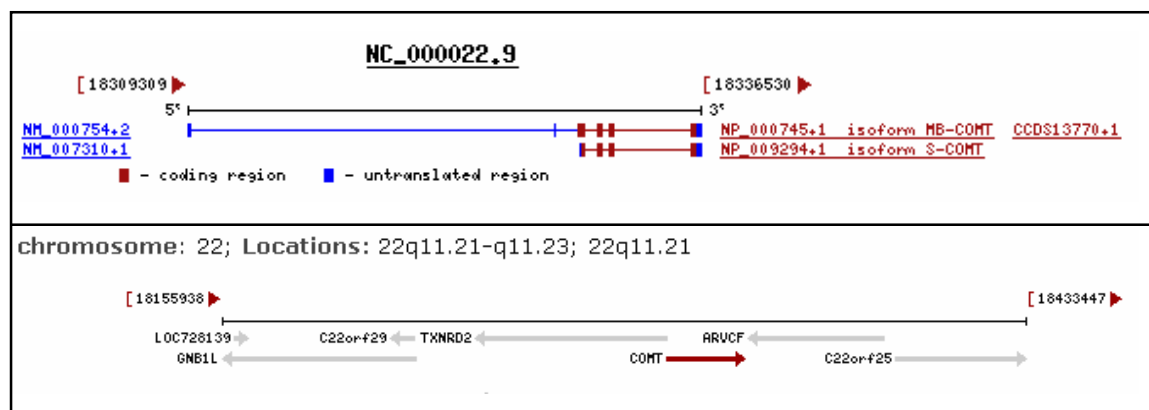 NC_000022.9
[18309309 [18336530
5' 3'
NM_000754.2 NP_000745.1 isoform MB-COMT CCDS13770.1
NM_007310.1 NP_009294.1 isoform S-COMT
- coding region - untranslated region
chromosome: 22; Locations: 22q11.21-q11.23; 22q11.21
[18155938 [18433447
LOC728139 C22orf29 TXNRD2 ARVCF
GNB1L COMT C22orf25